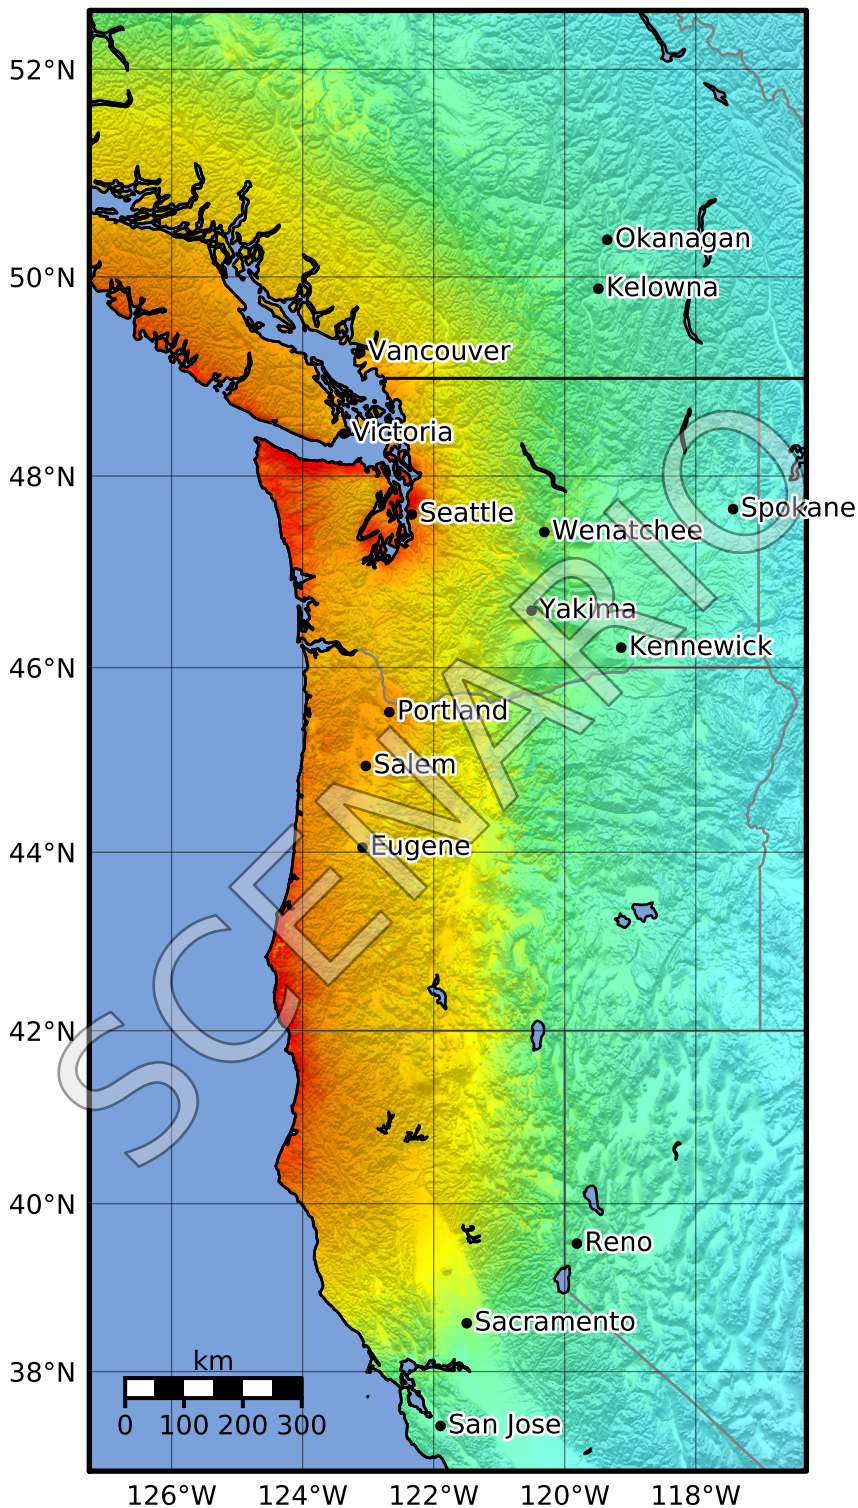 52°N
50°N
48°N
46°N
44°N
42°N
40°N
38°N
Okanagan
Kelowna
Vancouver
Victoria
Seattle
Spokane
Wenatchee
Yakima
Kennewick
Portland
Salem
Eugene
SCENARIO
Reno
Sacramento
San Jose
km
0 100 200 300
126°W 124°W 122°W 120°W 118°W